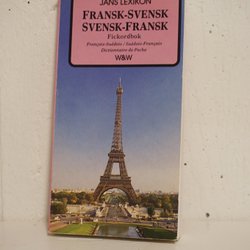 JANS LEXIKON
FRANSK-SVENSK
SVENSK-FRANSK
Fickordbok
Français-Suédois / Suédois-Français
Dictionnaire de Poche
W&W